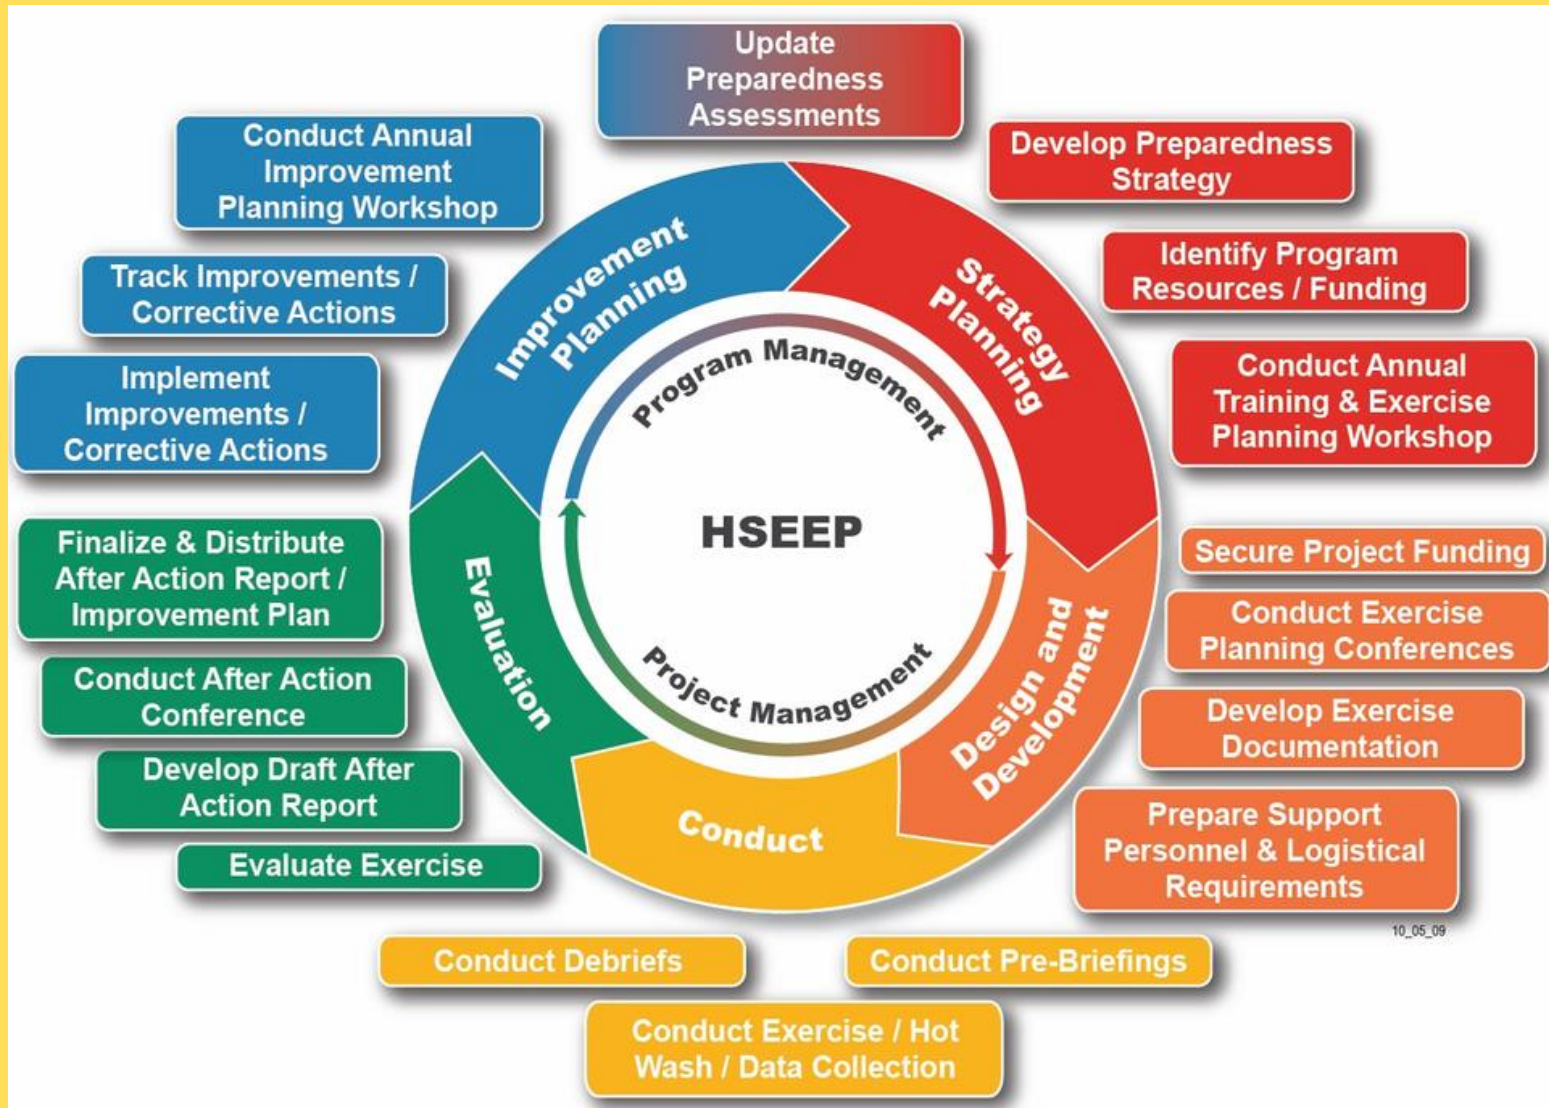 Update
Preparedness
Assessments
Develop Preparedness
Strategy
Identify Program
Resources / Funding
Conduct Annual
Training & Exercise
Planning Workshop
Secure Project Funding
Conduct Exercise
Planning Conferences
Develop Exercise
Documentation
Prepare Support
Personnel & Logistical
Requirements
10_05_09
Conduct Pre-Briefings
Conduct Exercise / Hot
Wash / Data Collection
Conduct Debriefs
Evaluate Exercise
Develop Draft After
Action Report
Conduct After Action
Conference
Finalize & Distribute
After Action Report /
Improvement Plan
Implement
Improvements /
Corrective Actions
Track Improvements /
Corrective Actions
Conduct Annual
Improvement
Planning Workshop
Improvement
Planning
Strategy
Planning
Design and
Development
Conduct
Evaluation
Program Management
HSEEP
Project Management